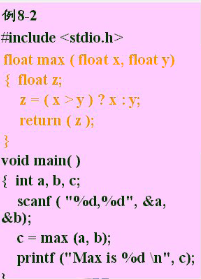 例8-2
#include <stdio.h>
float max ( float x, float y)
{ float z;
z = ( x > y ) ? x : y;
return ( z );
}
void main( )
{ int a, b, c;
scanf ( "%d,%d", &a,
&b);
c = max (a, b);
printf ("Max is %d \n", c);
}